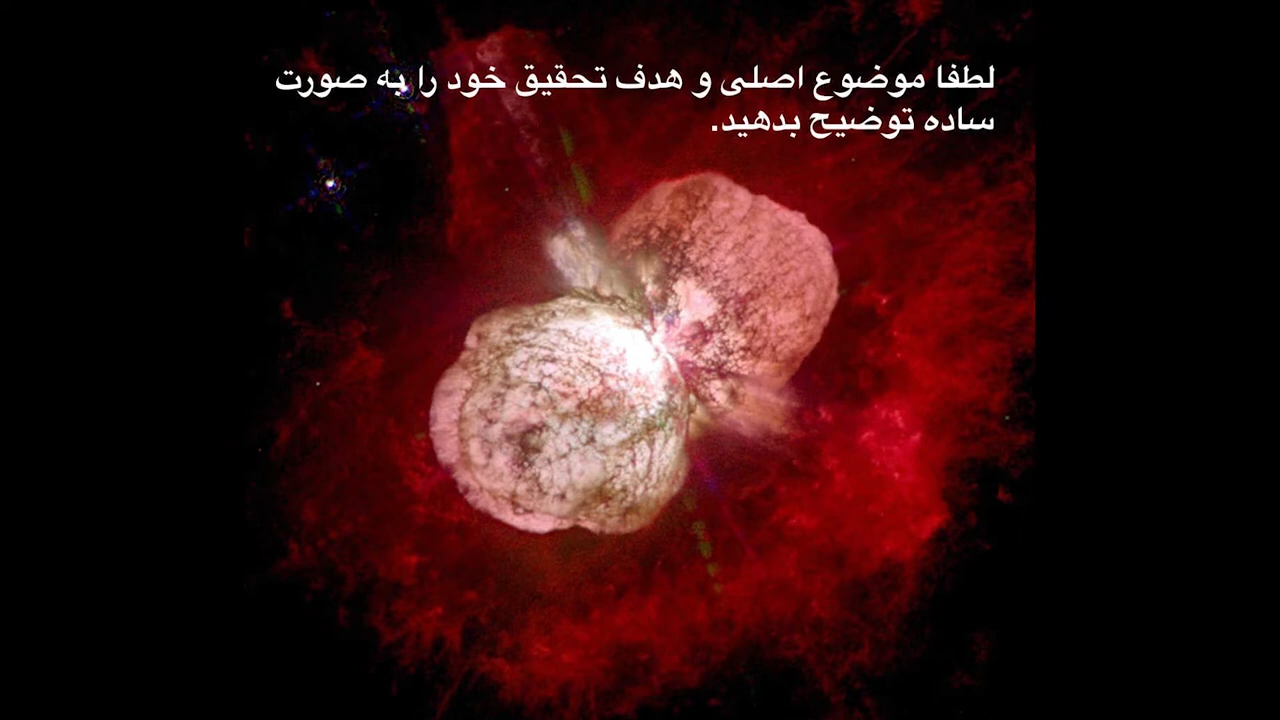 لطفا موضوع اصلی و هدف تحقیق خود را به صورت
ساده توضیح بدهید.